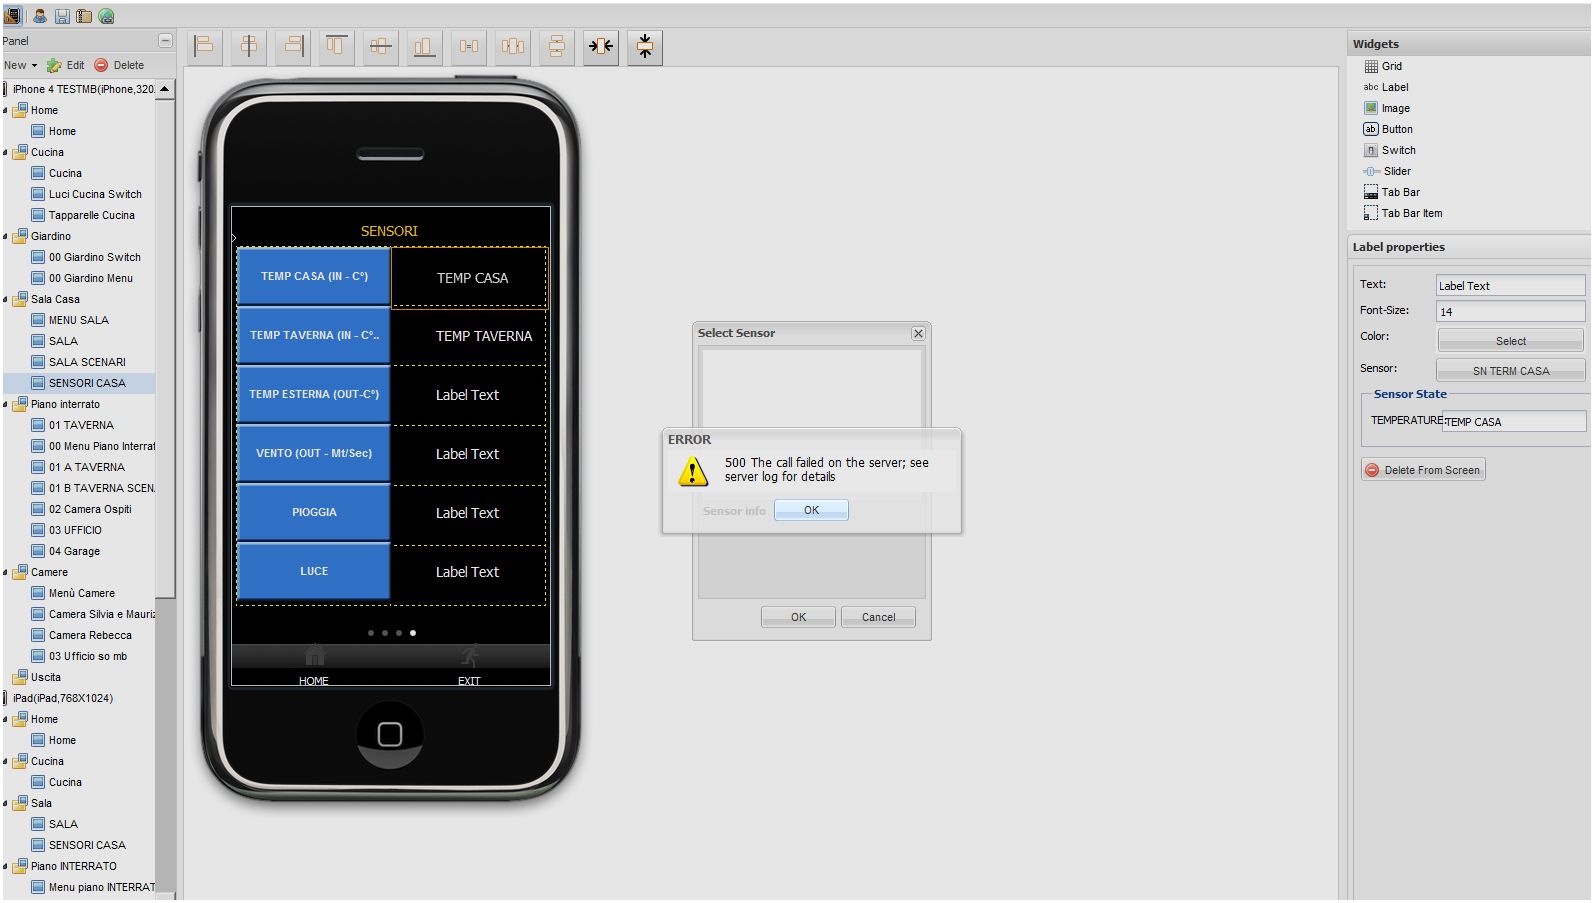 Panel
New
Edit
Delete
iPhone 4 TESTMB(iPhone,320
Home
Home
Cucina
Cucina
Luci Cucina Switch
Tapparelle Cucina
Giardino
00 Giardino Switch
00 Giardino Menu
Sala Casa
MENU SALA
SALA
SALA SCENARI
SENSORI CASA
Piano interrato
01 TAVERNA
00 Menu Piano Interrat
01 A TAVERNA
01 B TAVERNA SCEN
02 Camera Ospiti
03 UFFICIO
04 Garage
Camere
Menù Camere
Camera Silvia e Mauriz
Camera Rebecca
03 Ufficio so mb
Uscita
iPad(iPad,768X1024)
Home
Home
Cucina
Cucina
Sala
SALA
SENSORI CASA
Piano INTERRATO
Menu piano INTERRAT
SENSORI
TEMP CASA (IN - C°)
TEMP CASA
TEMP TAVERNA (IN - C°..
TEMP TAVERNA
TEMP ESTERNA (OUT-C°)
Label Text
VENTO (OUT - Mt/Sec)
Label Text
PIOGGIA
Label Text
LUCE
Label Text
HOME
EXIT
Select Sensor
ERROR
500 The call failed on the server; see
server log for details
Sensor info
OK
OK
Cancel
Widgets
Grid
abc Label
Image
ab Button
Switch
Slider
Tab Bar
Tab Bar Item
Label properties
Text:
Label Text
Font-Size:
14
Color:
Select
Sensor:
SN TERM CASA
Sensor State
TEMPERATURE:
TEMP CASA
Delete From Screen